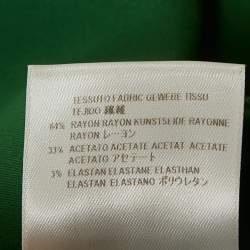 TESSUTO FABRIC GEWEBE TISSU
TEJIDO 繊維
64% RAYON RAYON KUNSTSEIDE RAYONNE
RAYON レーヨン
33% ACETATO ACETATE ACETAT ACETATE
ACETATO アセテート
3% ELASTAN ELASTANE ELASTHAN
ELASTAN ELASTANO ポリウレタン